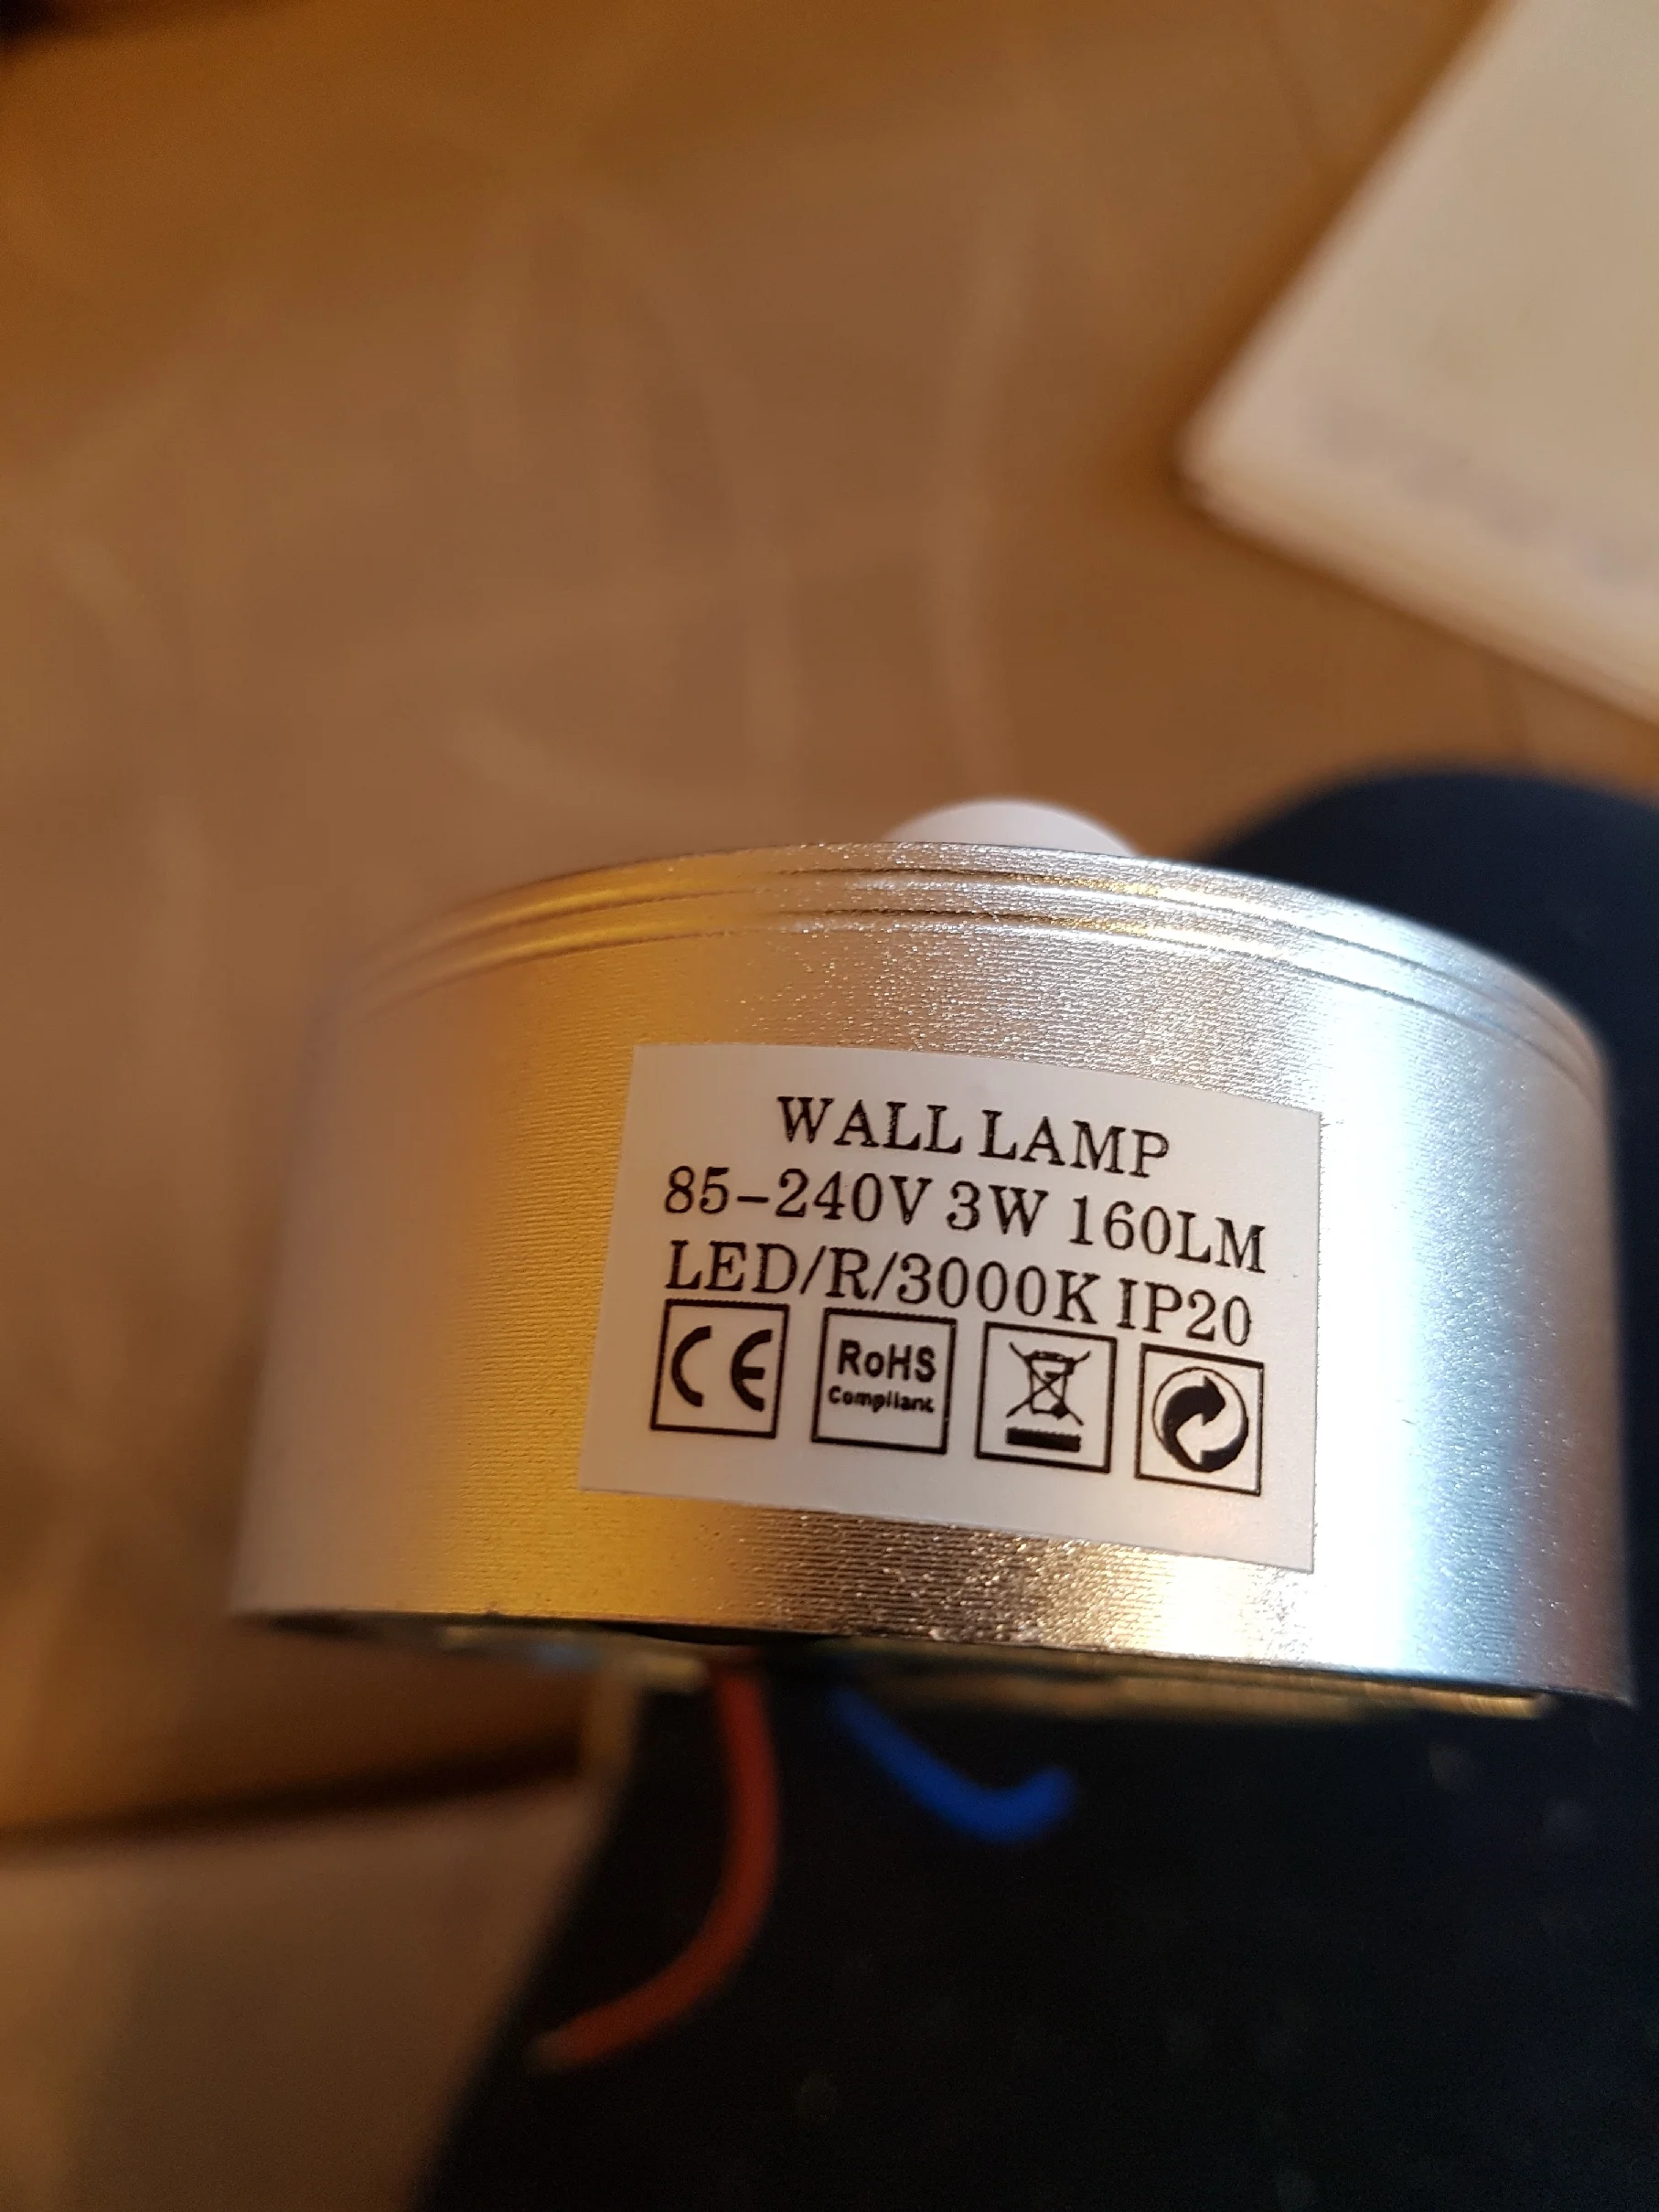 WALL LAMP
85-240V 3W 160LM
LED/R/3000K IP20
CE RoHS
Compliant